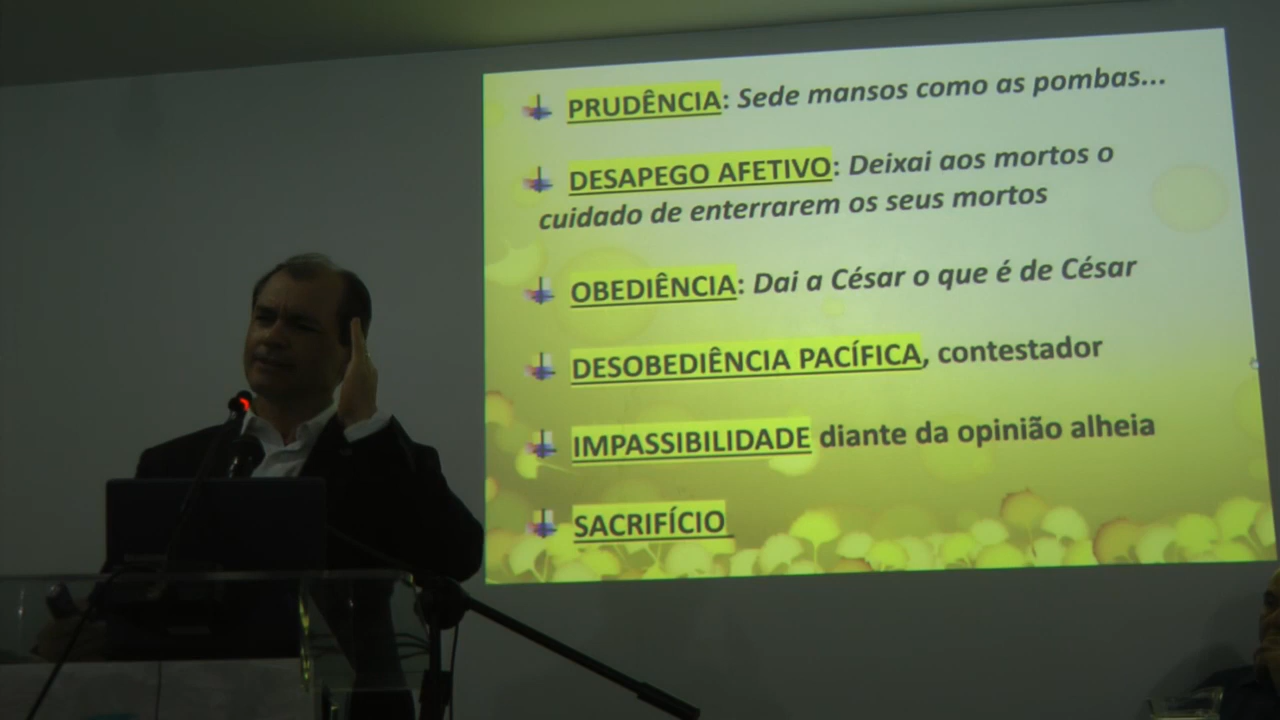 PRUDÊNCIA: Sede mansos como as pombas...
DESAPEGO AFETIVO: Deixai aos mortos o
cuidado de enterrarem os seus mortos
OBEDIÊNCIA: Dai a César o que é de César
DESOBEDIÊNCIA PACÍFICA, contestador
IMPASSIBILIDADE diante da opinião alheia
SACRIFÍCIO